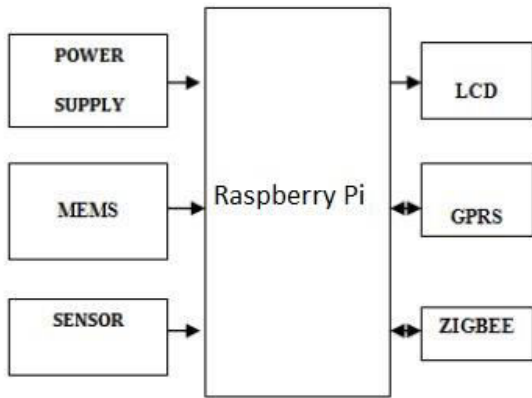 POWER
SUPPLY
MEMS
SENSOR
Raspberry Pi
LCD
GPRS
ZIGBEE